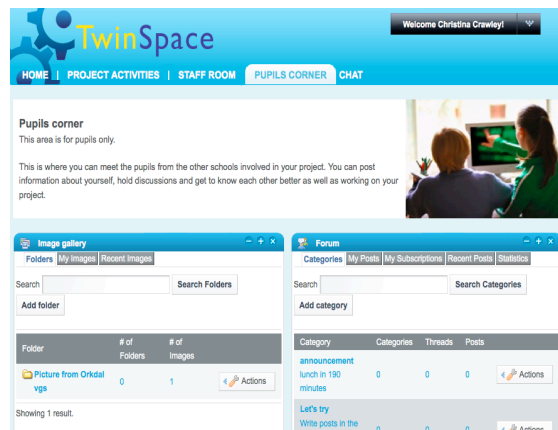 TwinSpace
Welcome Christina Crawley!
HOME | PROJECT ACTIVITIES | STAFF ROOM PUPILS CORNER CHAT
Pupils corner
This area is for pupils only.
This is where you can meet the pupils from the other schools involved in your project. You can post
information about yourself, hold discussions and get to know each other better as well as working on your
project.
Image gallery
Folders My Images Recent Images
Search Search Folders
Add folder
Folder # of Folders # of Images
Picture from Orkdal vgs 0 1 Actions
Showing 1 result.
Forum
Categories My Posts My Subscriptions Recent Posts Statistics
Search Search Categories
Add category
Category Categories Threads Posts
announcement
lunch in 190 0 0 0 Actions
minutes
Let's try
Write posts in the 0 0 0 Actions